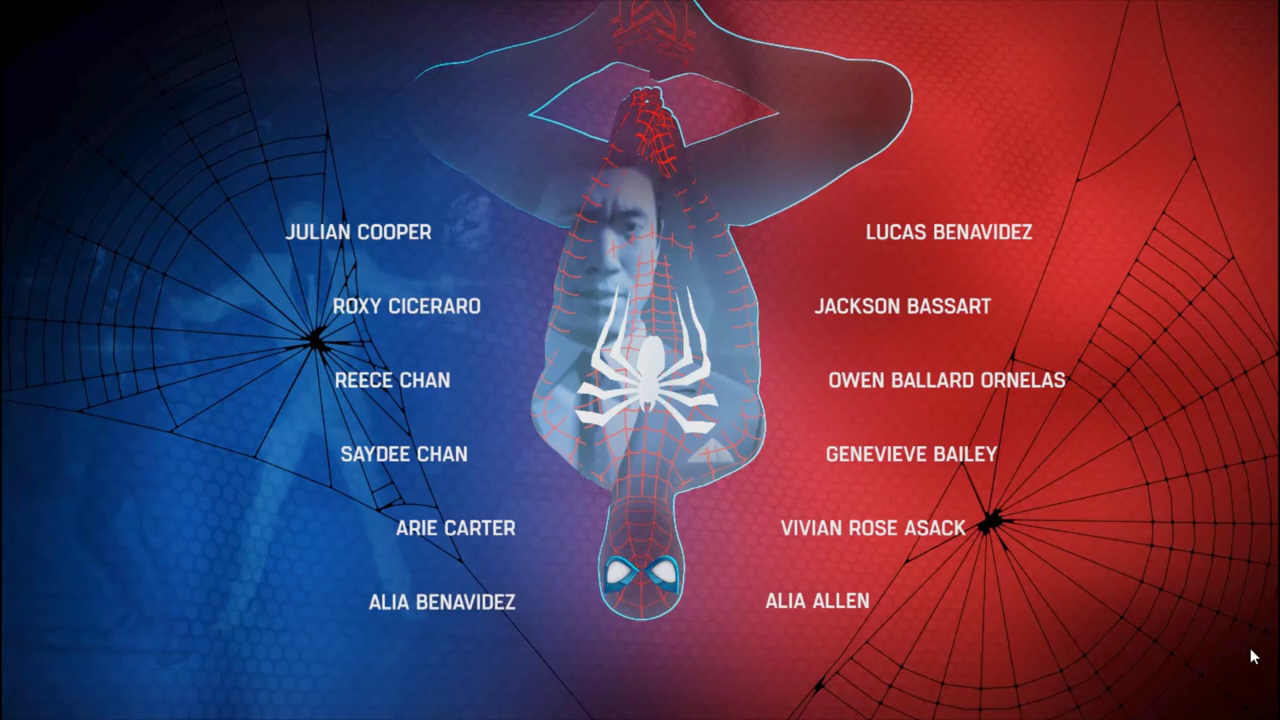 JULIAN COOPER
ROXY CICERARO
REECE CHAN
SAYDEE CHAN
ARIE CARTER
ALIA BENAVIDEZ
LUCAS BENAVIDEZ
JACKSON BASSART
OWEN BALLARD ORNELAS
GENEVIEVE BAILEY
VIVIAN ROSE ASACK
ALIA ALLEN